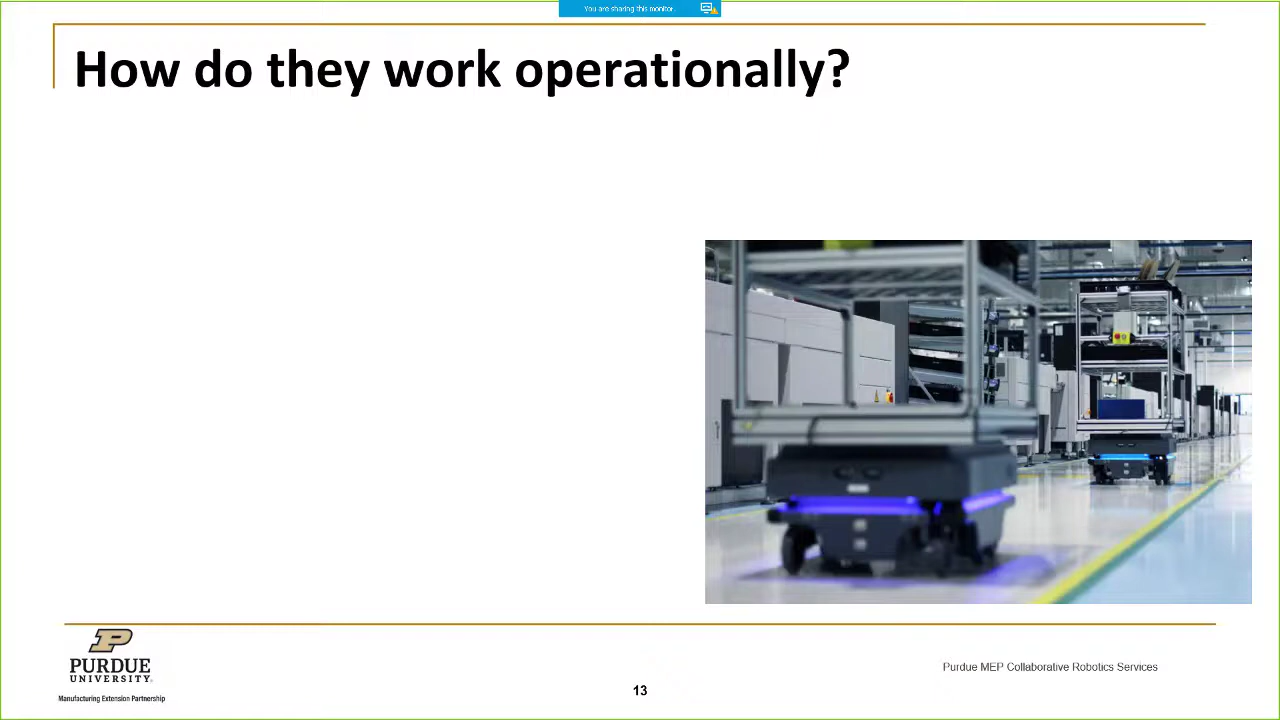 You are sharing this monitor.
How do they work operationally?
P
PURDUE
UNIVERSITY®
Manufacturing Extension Partnership
13
Purdue MEP Collaborative Robotics Services